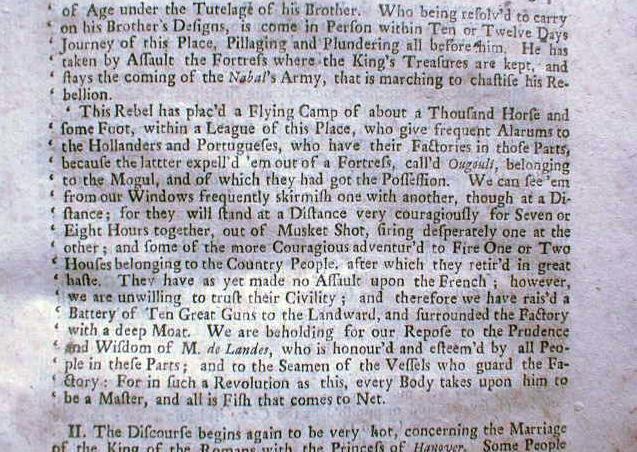 of Age under the Tutelage of his Brother. Who being reſolv'd to carry
‘ on his Brother's Deſigns, is come in Perſon within Ten or Twelve Days
‘ Journey of this Place, Pillaging and Plundering all before him. He has
‘ taken by Aſſault the Fortreſs where the King's Treaſures are kept, and
‘ ſtays the coming of the Nabal's Army, that is marching to chaſtiſe his Re-
‘ bellion.
‘ This Rebel has plac'd a Flying Camp of about a Thouſand Horſe and
‘ ſome Foot, within a League of this Place, who give frequent Alarums to
‘ the Hollanders and Portugueſes, who have their Factories in thoſe Parts,
‘ becauſe the lattter expell'd 'em out of a Fortreſs, call'd Ougouli, belonging
‘ to the Mogul, and of which they had got the Poſſeſſion. We can ſee 'em
‘ from our Windows frequently skirmiſh one with another, though at a Di-
‘ ſtance; for they will ſtand at a Diſtance very couragiouſly for Seven or
‘ Eight Hours together, out of Musket Shot, firing deſperately one at the
‘ other; and ſome of the more Couragious adventur'd to Fire One or Two
‘ Houſes belonging to the Country People, after which they retir'd in great
‘ haſte. They have as yet made no Aſſault upon the French; however,
‘ we are unwilling to truſt their Civility; and therefore we have rais'd a
‘ Battery of Ten Great Guns to the Landward, and ſurrounded the Factory
‘ with a deep Moat. We are beholding for our Repoſe to the Prudence
‘ and Wiſdom of M. de Landes, who is honour'd and eſteem'd by all Peo-
‘ ple in theſe Parts; and to the Seamen of the Veſſels who guard the Fa-
‘ ctory: For in ſuch a Revolution as this, every Body takes upon him to
‘ be a Maſter, and all is Fiſh that comes to Net.
II. The Diſcourſe begins again to be very hot, concerning the Marriage
of the King of the Romans with the Princeſs of Hanover. Some People